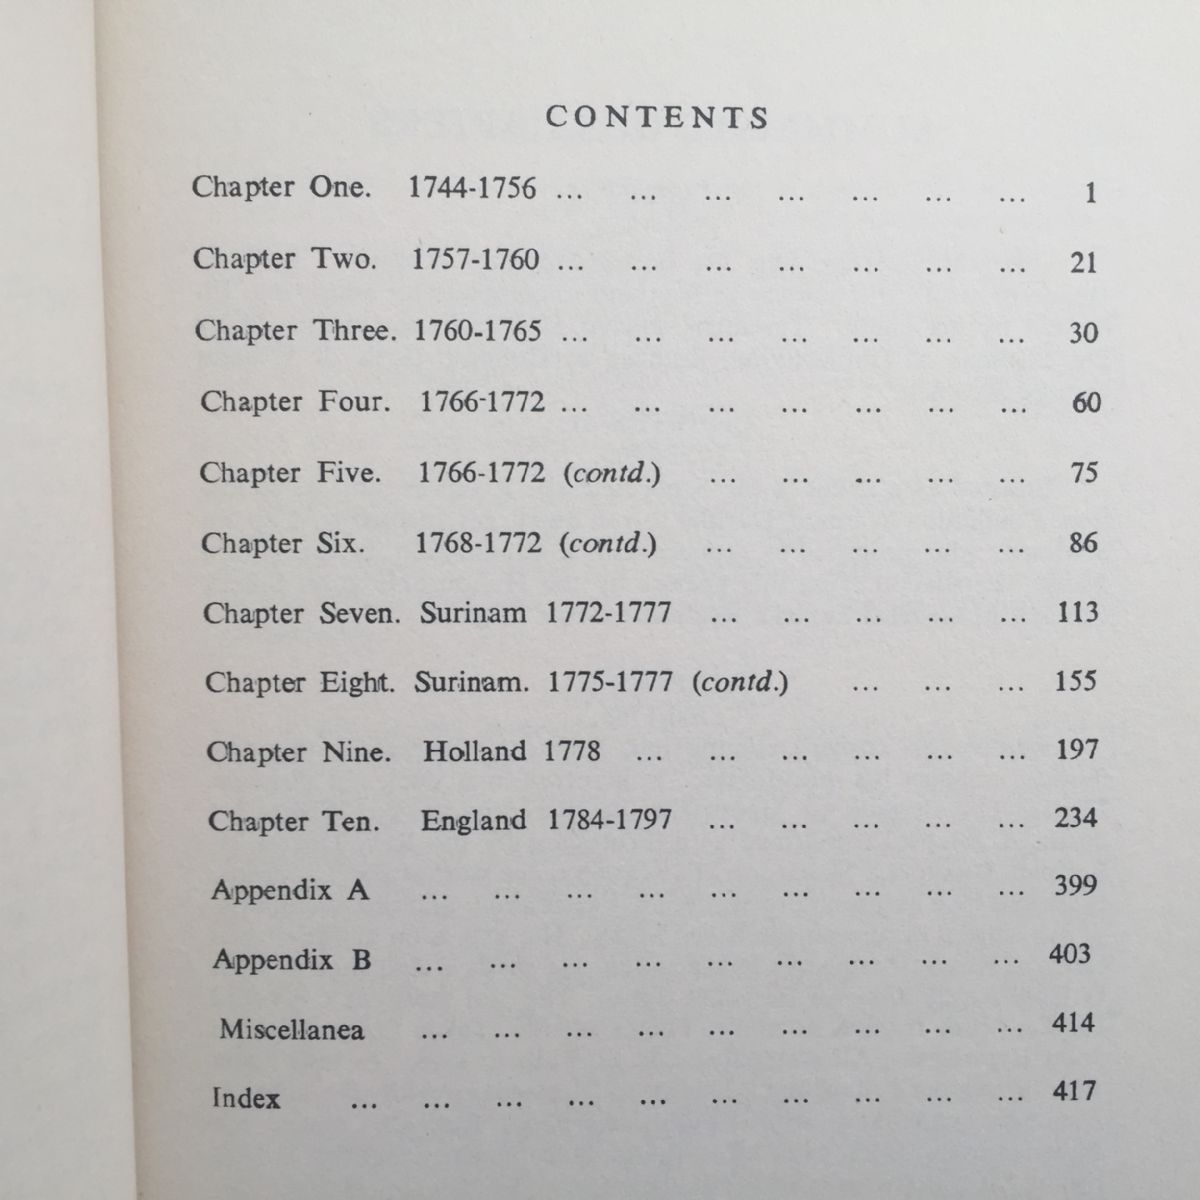 CONTENTS
Chapter One. 1744-1756 ... ... ... ... ... ... ... 1
Chapter Two. 1757-1760 ... ... ... ... ... ... ... 21
Chapter Three. 1760-1765 ... ... ... ... ... ... ... 30
Chapter Four. 1766-1772 ... ... ... ... ... ... ... 60
Chapter Five. 1766-1772 (contd.) ... ... ... ... ... 75
Chapter Six. 1768-1772 (contd.) ... ... ... ... ... 86
Chapter Seven. Surinam 1772-1777 ... ... ... ... ... 113
Chapter Eight. Surinam. 1775-1777 (contd.) ... ... ... 155
Chapter Nine. Holland 1778 ... ... ... ... ... ... 197
Chapter Ten. England 1784-1797 ... ... ... ... ... 234
Appendix A ... ... ... ... ... ... ... ... ... 399
Appendix B ... ... ... ... ... ... ... ... ... 403
Miscellanea ... ... ... ... ... ... ... ... ... 414
Index ... ... ... ... ... ... ... ... ... ... 417